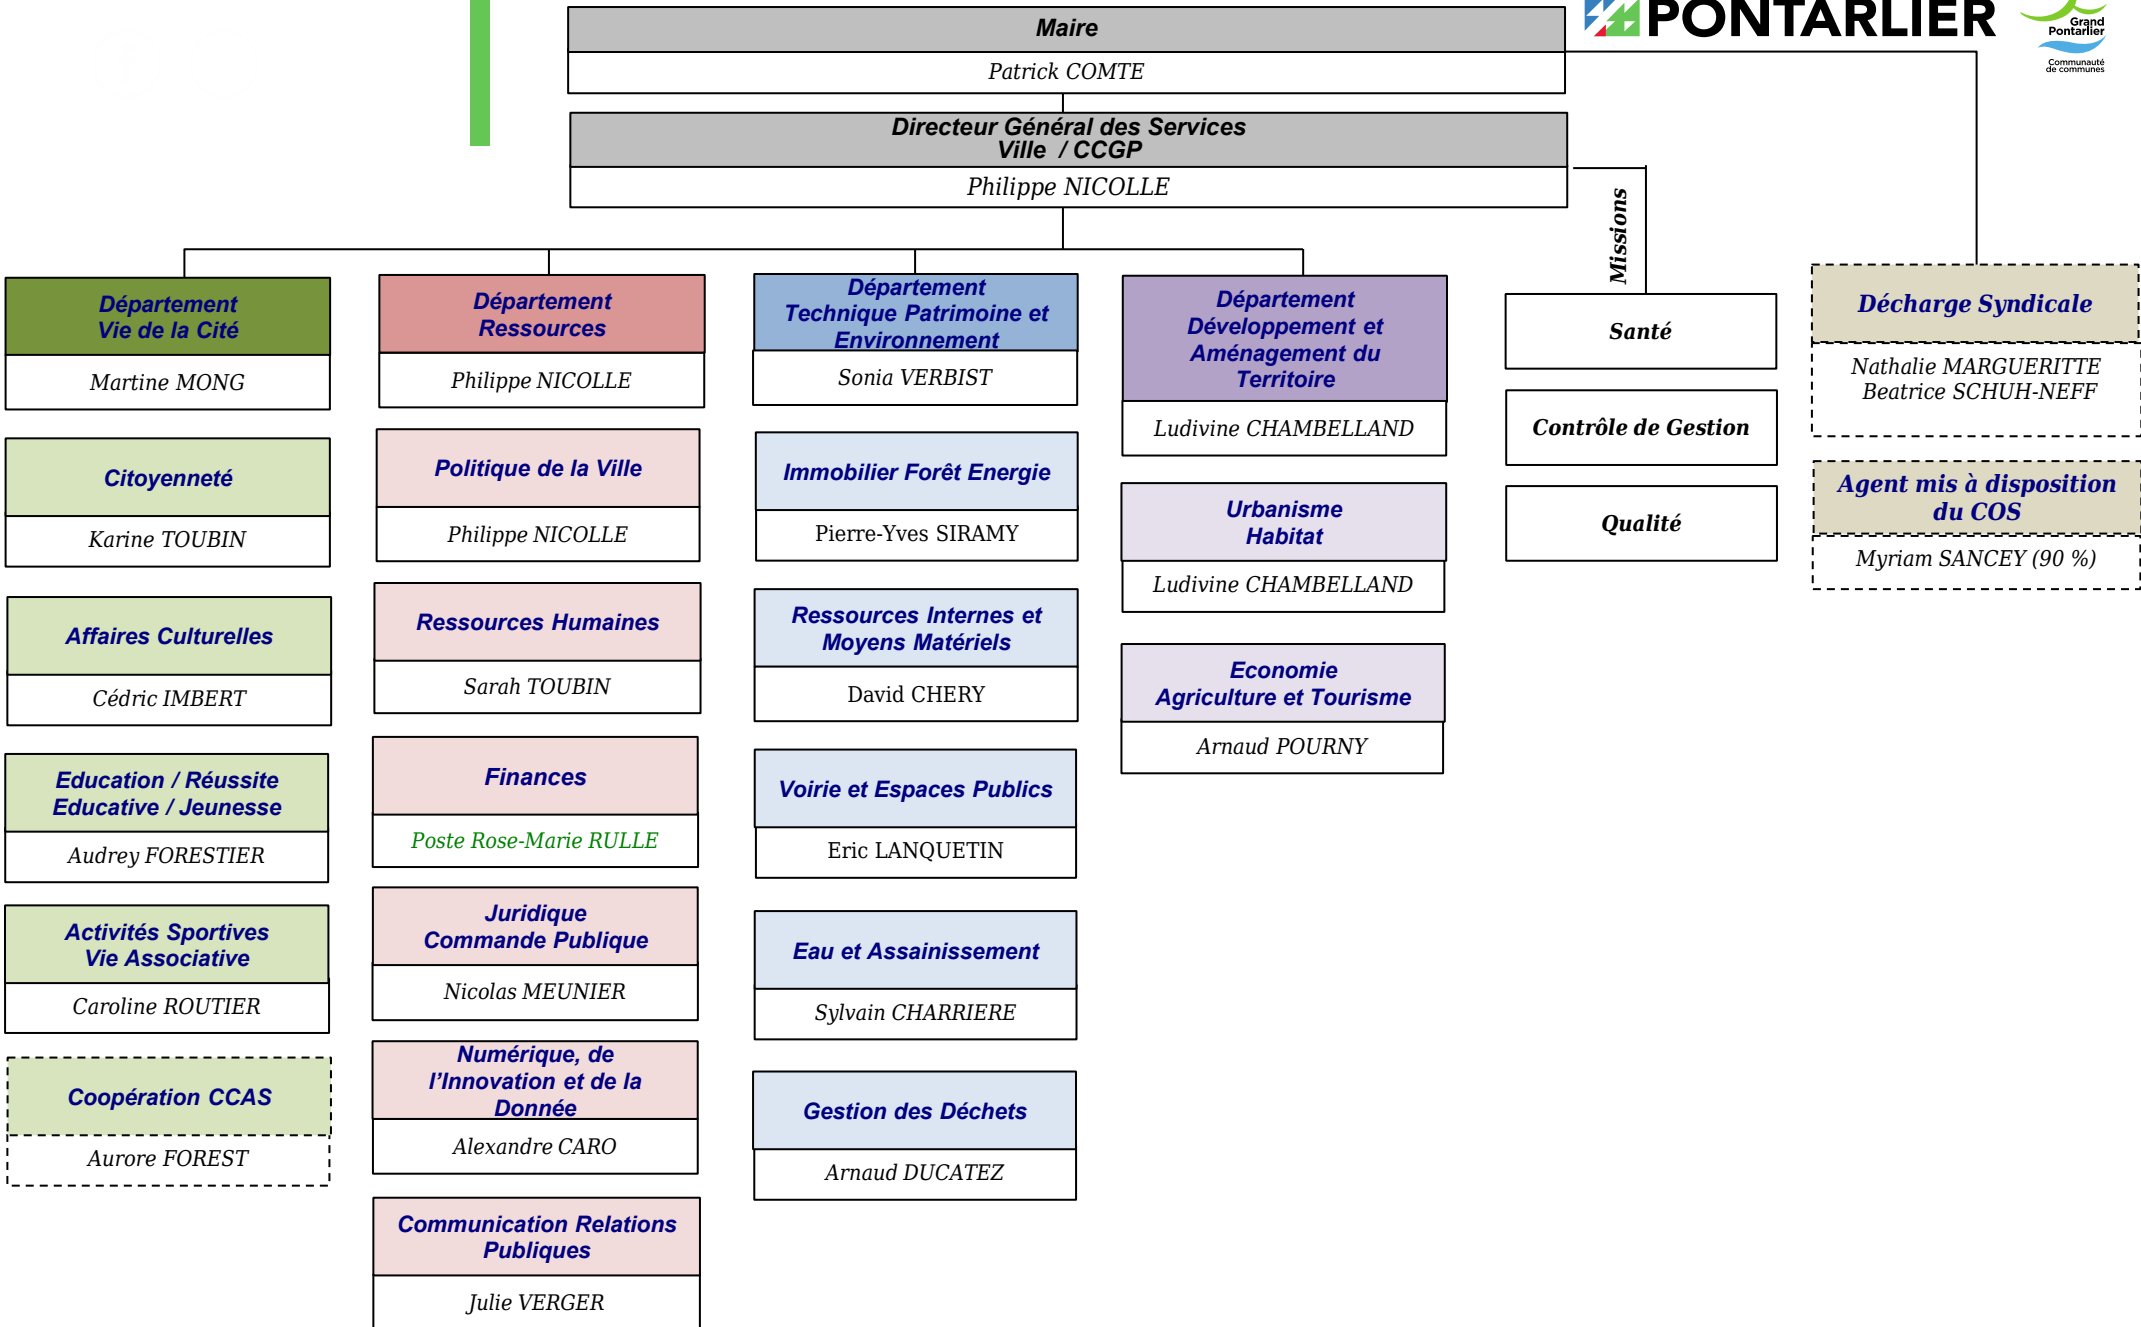 PONTARLIER
Grand
Pontarlier
Communauté
de communes
Maire
Patrick COMTE
Directeur Général des Services
Ville / CCGP
Philippe NICOLLE
Missions
Département
Vie de la Cité
Martine MONG
Citoyenneté
Karine TOUBIN
Affaires Culturelles
Cédric IMBERT
Education / Réussite
Educative / Jeunesse
Audrey FORESTIER
Activités Sportives
Vie Associative
Caroline ROUTIER
Coopération CCAS
Aurore FOREST
Département
Ressources
Philippe NICOLLE
Politique de la Ville
Philippe NICOLLE
Ressources Humaines
Sarah TOUBIN
Finances
Poste Rose-Marie RULLE
Juridique
Commande Publique
Nicolas MEUNIER
Numérique, de
l'Innovation et de la
Donnée
Alexandre CARO
Communication Relations
Publiques
Julie VERGER
Département
Technique Patrimoine et
Environnement
Sonia VERBIST
Immobilier Forêt Energie
Pierre-Yves SIRAMY
Ressources Internes et
Moyens Matériels
David CHERY
Voirie et Espaces Publics
Eric LANQUETIN
Eau et Assainissement
Sylvain CHARRIERE
Gestion des Déchets
Arnaud DUCATEZ
Département
Développement et
Aménagement du
Territoire
Ludivine CHAMBELLAND
Urbanisme
Habitat
Ludivine CHAMBELLAND
Economie
Agriculture et Tourisme
Arnaud POURNY
Santé
Contrôle de Gestion
Qualité
Décharge Syndicale
Nathalie MARGUERITTE
Beatrice SCHUH-NEFF
Agent mis à disposition
du COS
Myriam SANCEY (90 %)